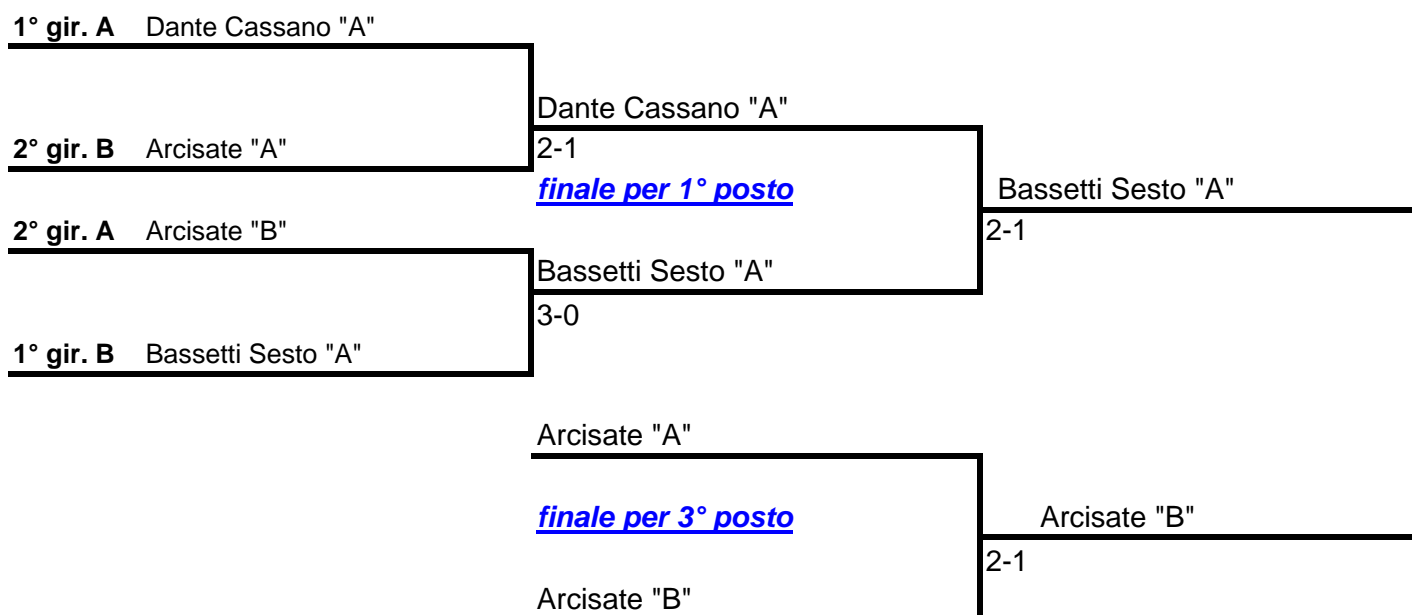 1° gir. A Dante Cassano "A"
Dante Cassano "A"
2° gir. B Arcisate "A"
2-1
finale per 1° posto
Bassetti Sesto "A"
2° gir. A Arcisate "B"
2-1
Bassetti Sesto "A"
3-0
1° gir. B Bassetti Sesto "A"
Arcisate "A"
finale per 3° posto
Arcisate "B"
2-1
Arcisate "B"